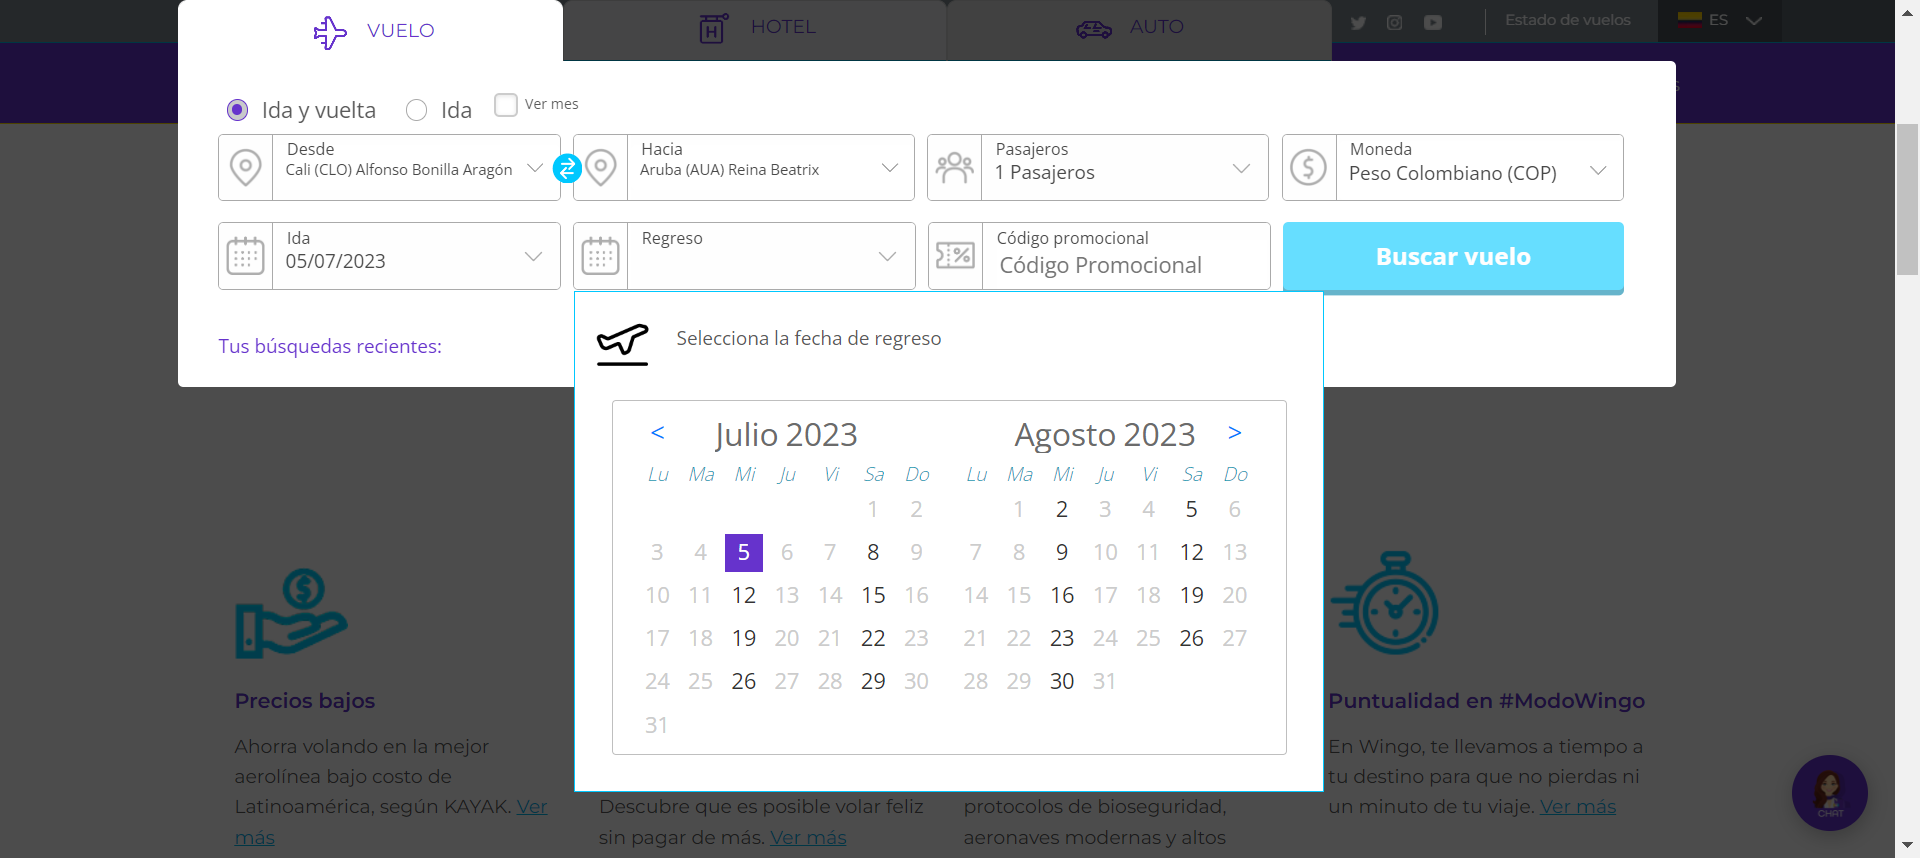 VUELO
HOTEL
AUTO
Estado de vuelos
ES
Ida y vuelta
Ida
Ver mes
Desde
Cali (CLO) Alfonso Bonilla Aragón
Hacia
Aruba (AUA) Reina Beatrix
Pasajeros
1 Pasajeros
Moneda
Peso Colombiano (COP)
Ida
05/07/2023
Regreso
Código promocional
Código Promocional
Buscar vuelo
Tus búsquedas recientes:
Selecciona la fecha de regreso
< Julio 2023
Lu Ma Mi Ju Vi Sa Do
1 2
3 4 5 6 7 8 9
10 11 12 13 14 15 16
17 18 19 20 21 22 23
24 25 26 27 28 29 30
31
Agosto 2023 >
Lu Ma Mi Ju Vi Sa Do
1 2 3 4 5 6
7 8 9 10 11 12 13
14 15 16 17 18 19 20
21 22 23 24 25 26 27
28 29 30 31
Precios bajos
Ahorra volando en la mejor
aerolínea bajo costo de
Latinoamérica, según KAYAK. Ver
más
Descubre que es posible volar feliz
sin pagar de más. Ver más
protocolos de bioseguridad,
aeronaves modernas y altos
Puntualidad en #ModoWingo
En Wingo, te llevamos a tiempo a
tu destino para que no pierdas ni
un minuto de tu viaje. Ver más
CHAT